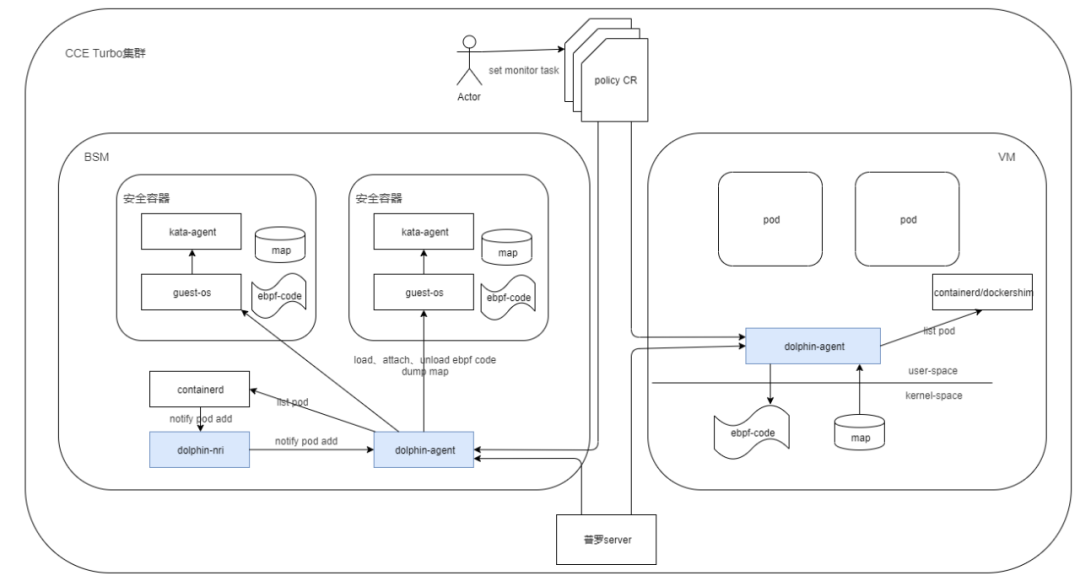 CCE Turbo集群
set monitor task
policy CR
Actor
BSM
安全容器
kata-agent
map
guest-os
ebpf-code
安全容器
kata-agent
map
guest-os
ebpf-code
load、attach、unload ebpf code
dump map
containerd
list pod
notify pod add
dolphin-nri
notify pod add
dolphin-agent
VM
pod
pod
containerd/dockershim
list pod
dolphin-agent
user-space
kernel-space
ebpf-code
map
普罗server